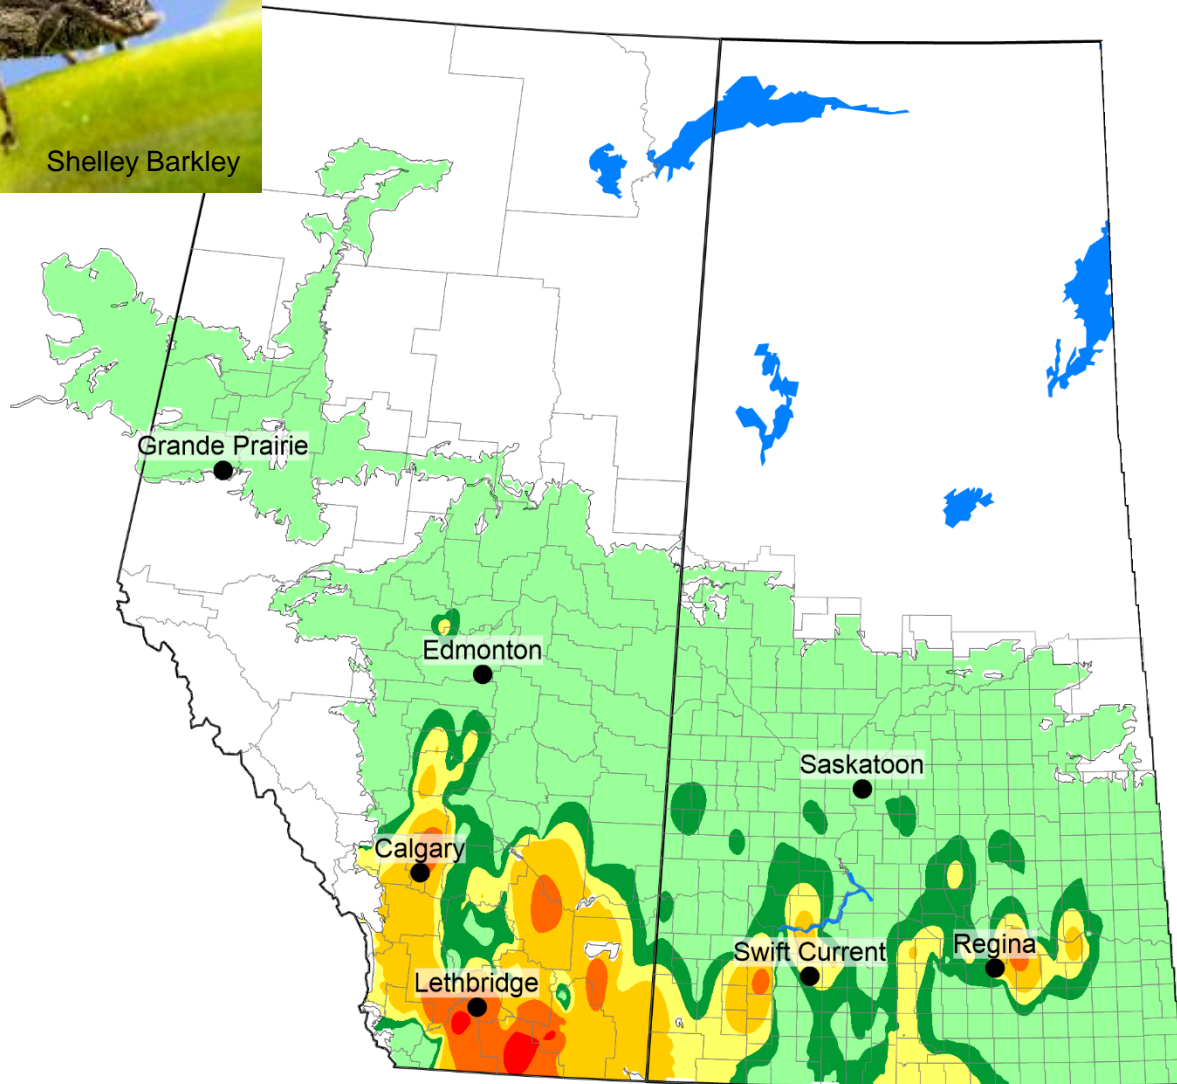 Shelley Barkley
Grande Prairie
Edmonton
Saskatoon
Calgary
Swift Current
Regina
Lethbridge